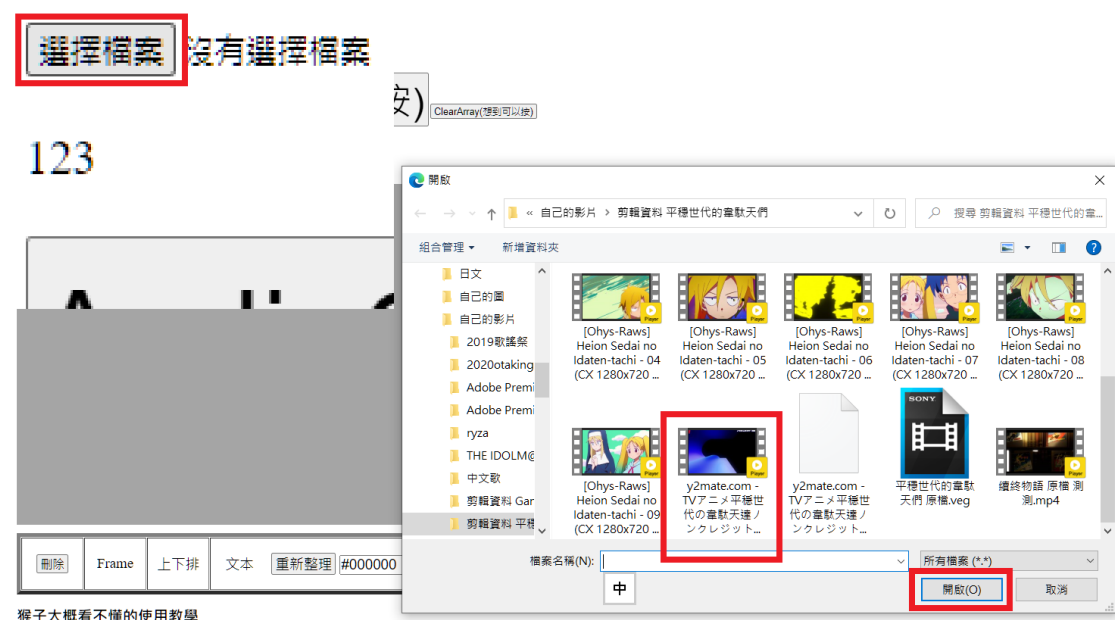 選擇檔案 沒有選擇檔案
ClearArray(想到可以按)
123
開啟
« 自己的影片 > 剪輯資料 平穩世代的韋馱天們
搜尋 剪輯資料 平穩世代的韋...
組合管理
新增資料夾
日文
自己的圖
自己的影片
2019歌謠祭
2020otaking
Adobe Premi
Adobe Premi
ryza
THE IDOLM@
中文歌
剪輯資料 Gar
剪輯資料 平穩
[Ohys-Raws]
Heion Sedai no
Idaten-tachi - 04
(CX 1280x720 ...
[Ohys-Raws]
Heion Sedai no
Idaten-tachi - 05
(CX 1280x720 ...
[Ohys-Raws]
Heion Sedai no
Idaten-tachi - 06
(CX 1280x720 ...
[Ohys-Raws]
Heion Sedai no
Idaten-tachi - 07
(CX 1280x720 ...
[Ohys-Raws]
Heion Sedai no
Idaten-tachi - 08
(CX 1280x720 ...
[Ohys-Raws]
Heion Sedai no
Idaten-tachi - 09
(CX 1280x720 ...
y2mate.com -
TVアニメ平穏世
代の韋駄天達ノ
ンクレジット...
y2mate.com -
TVアニメ平穏世
代の韋駄天達ノ
ンクレジット...
SONY
平穩世代的韋馱
天們 原檔.veg
續終物語 原檔 測
測.mp4
檔案名稱(N):
所有檔案 (*.*)
中
開啟(O)
取消
刪除
Frame
上下排
文本
重新整理
#000000
猴子大概看不懂的使用教學